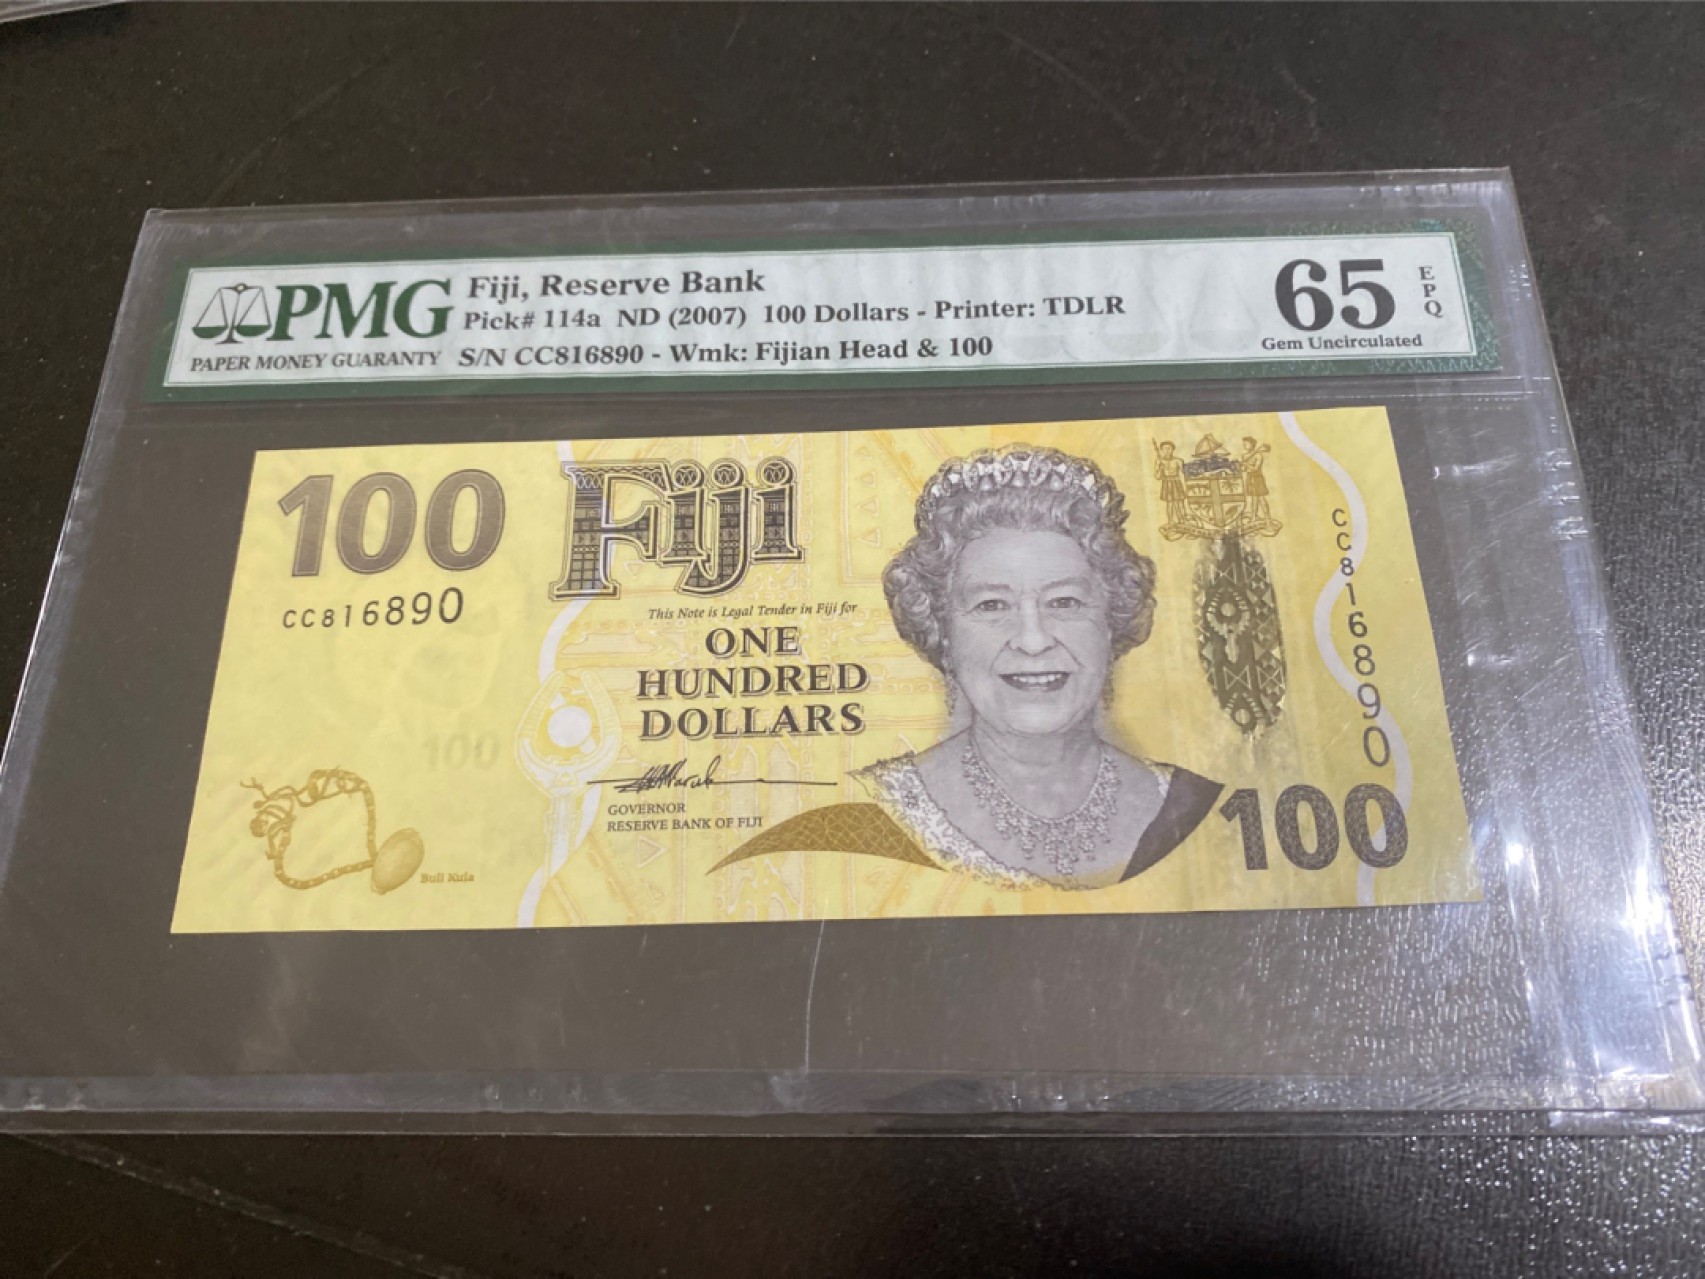 PMG
PAPER MONEY GUARANTY
Fiji, Reserve Bank
Pick# 114a ND (2007) 100 Dollars - Printer: TDLR
S/N CC816890 - Wmk: Fijian Head & 100
65
EPQ
Gem Uncirculated
100
CC816890
Fiji
This Note is Legal Tender in Fiji for
ONE
HUNDRED
DOLLARS
GOVERNOR
RESERVE BANK OF FIJI
100
Buli Kula
CC816890
100